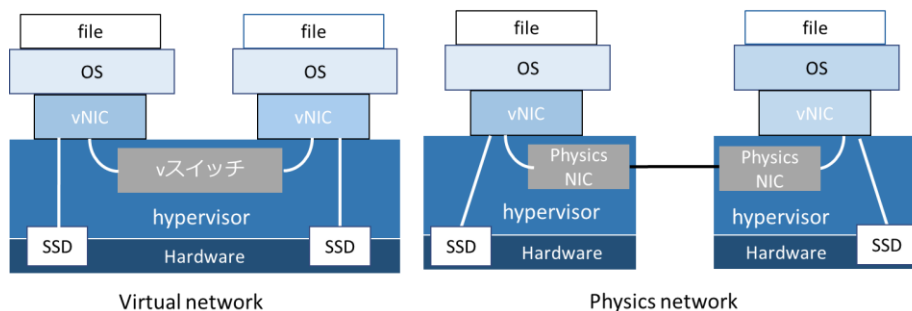 file
file
OS
OS
vNIC
vNIC
vスイッチ
hypervisor
SSD
SSD
Hardware
Virtual network
file
file
OS
OS
vNIC
vNIC
Physics
NIC
Physics
NIC
hypervisor
hypervisor
SSD
SSD
Hardware
Hardware
Physics network